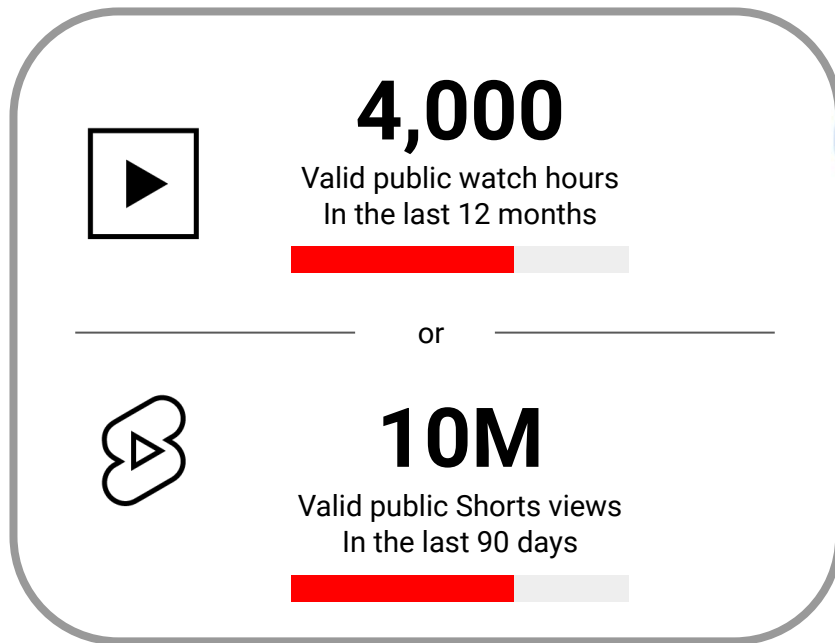 4,000
Valid public watch hours
In the last 12 months
or
10M
Valid public Shorts views
In the last 90 days